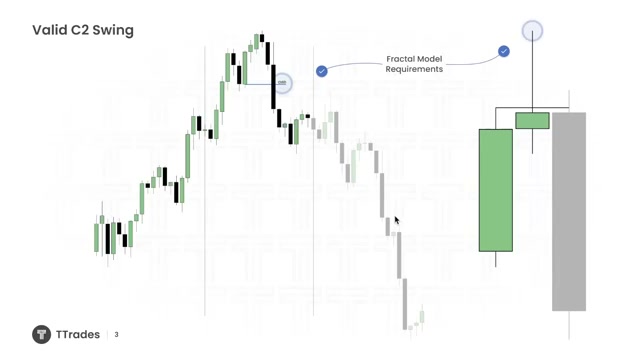 Valid C2 Swing
Fractal Model
Requirements
TTrades
3